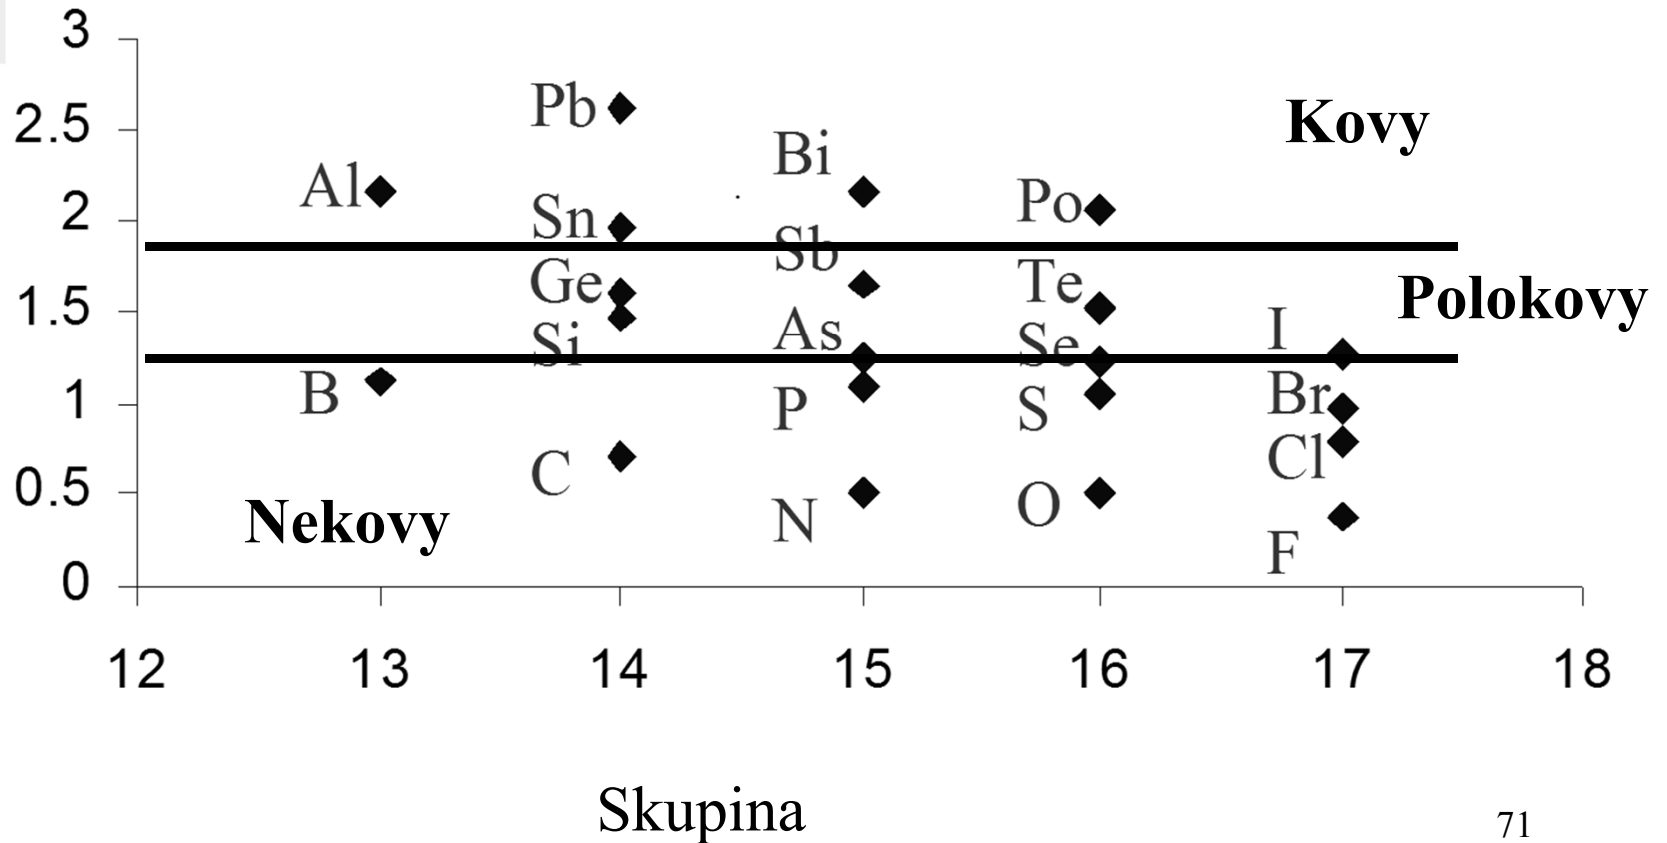 3
Pb
2.5
Kovy
Bi
Al
Po
2
Sn
Sb
Ge
Te
Polokovy
1.5
I
As
Si
Se
B
1
Br
P
S
Cl
C
0.5
O
Nekovy
N
F
0
12 13 14 15 16 17 18
Skupina
71